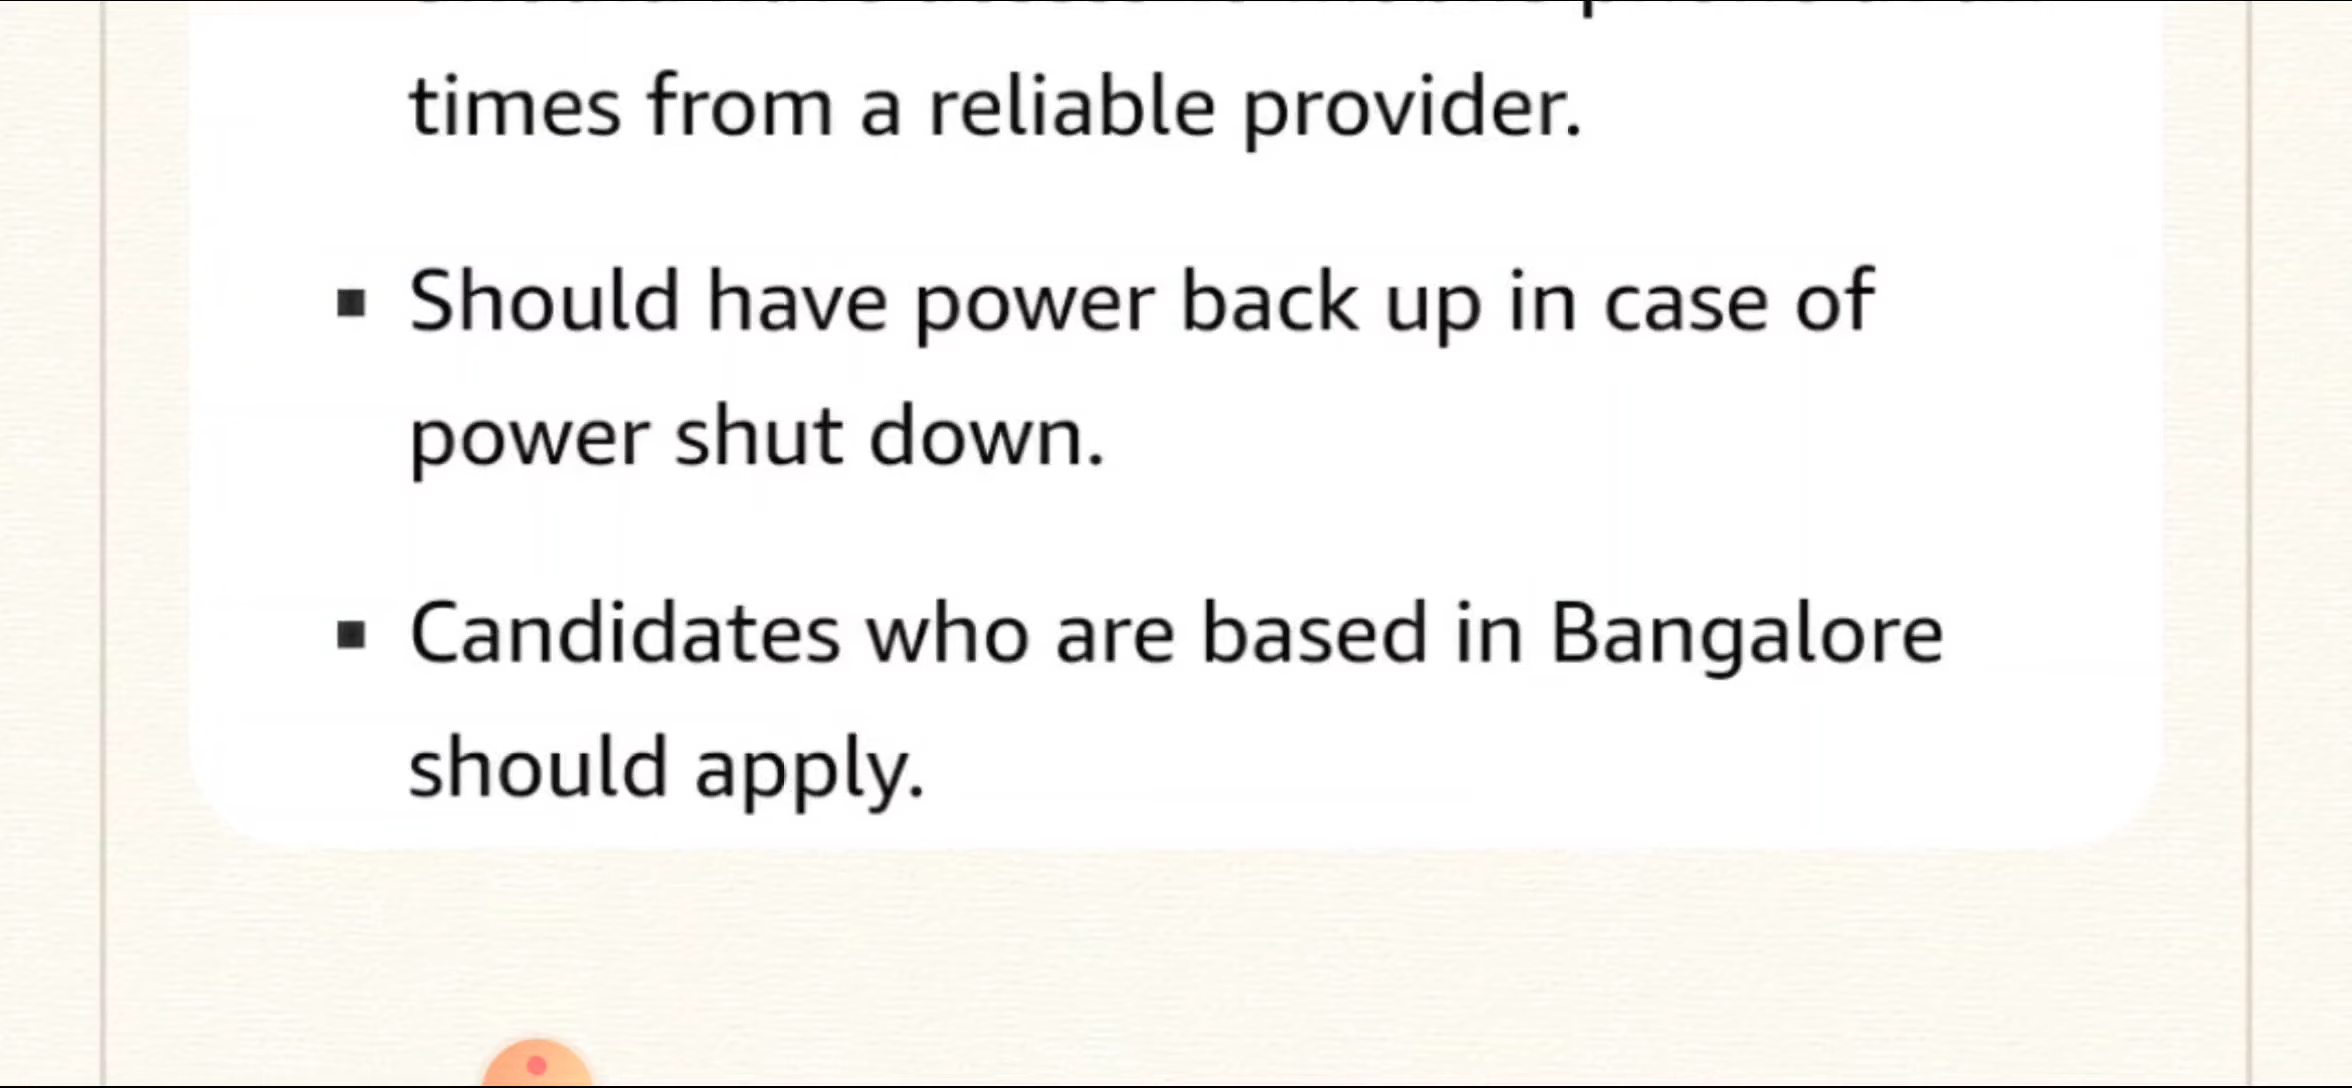 times from a reliable provider.
▪ Should have power back up in case of
power shut down.
▪ Candidates who are based in Bangalore
should apply.